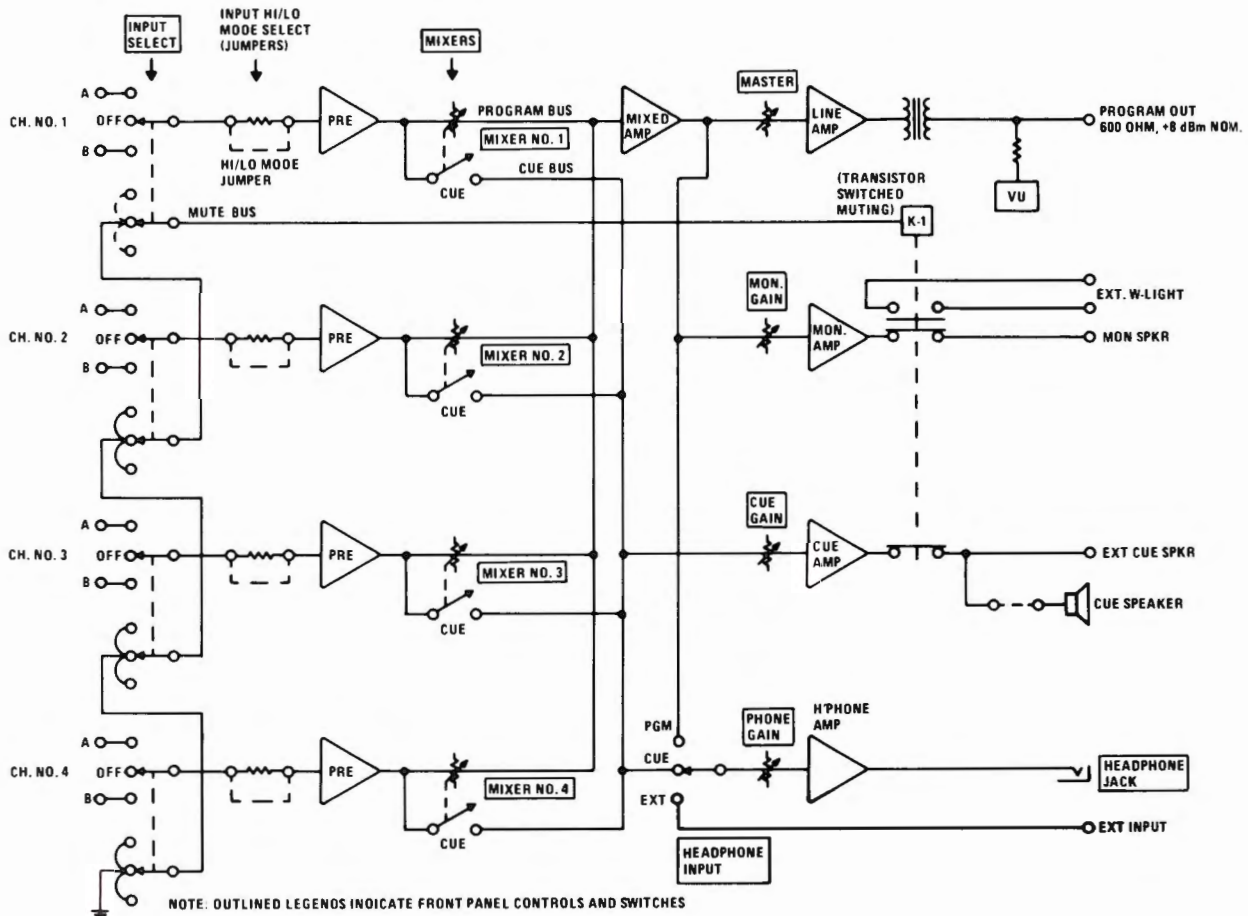 INPUT
SELECT
INPUT HI/LO
MODE SELECT
(JUMPERS)
MIXERS
A
CH. NO. 1
OFF
B
HI/LO MODE
JUMPER
PRE
PROGRAM BUS
MIXER NO. 1
CUE BUS
CUE
MIXED
AMP
MASTER
LINE
AMP
PROGRAM OUT
600 OHM, +8 dBm NOM.
VU
MUTE BUS
(TRANSISTOR
SWITCHED
MUTING)
K-1
A
CH. NO. 2
OFF
B
PRE
MIXER NO. 2
CUE
MON.
GAIN
MON.
AMP
EXT. W-LIGHT
MON SPKR
A
CH. NO. 3
OFF
B
PRE
MIXER NO. 3
CUE
CUE
GAIN
CUE
AMP
EXT CUE SPKR
CUE SPEAKER
A
CH. NO. 4
OFF
B
PRE
MIXER NO. 4
CUE
PGM
CUE
EXT
PHONE
GAIN
H'PHONE
AMP
HEADPHONE
JACK
EXT INPUT
HEADPHONE
INPUT
NOTE: OUTLINED LEGENDS INDICATE FRONT PANEL CONTROLS AND SWITCHES